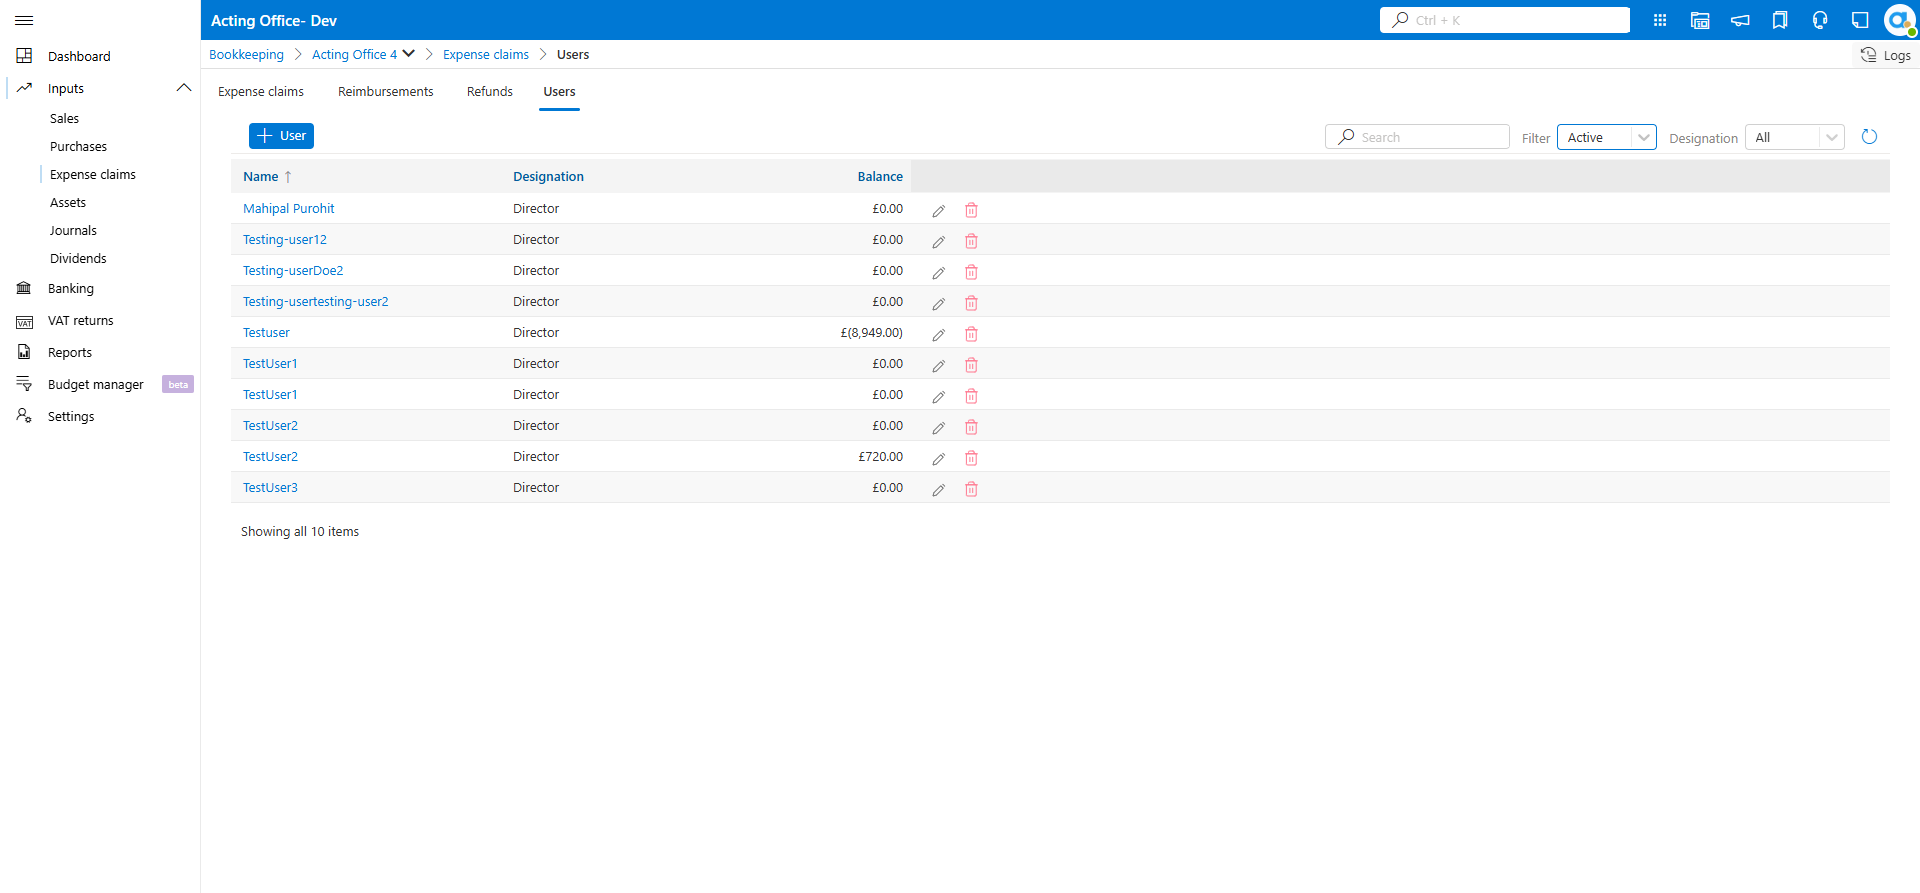 Acting Office- Dev
Ctrl + K
Bookkeeping Acting Office 4 Expense claims Users
Logs
Dashboard
Inputs
Sales
Purchases
Expense claims
Assets
Journals
Dividends
Banking
VAT returns
Reports
Budget manager beta
Settings
Expense claims Reimbursements Refunds Users
User
Search
Filter Active Designation All
Name ↑ Designation Balance
Mahipal Purohit Director £0.00
Testing-user12 Director £0.00
Testing-userDoe2 Director £0.00
Testing-usertesting-user2 Director £0.00
Testuser Director £(8,949.00)
TestUser1 Director £0.00
TestUser1 Director £0.00
TestUser2 Director £0.00
TestUser2 Director £720.00
TestUser3 Director £0.00
Showing all 10 items